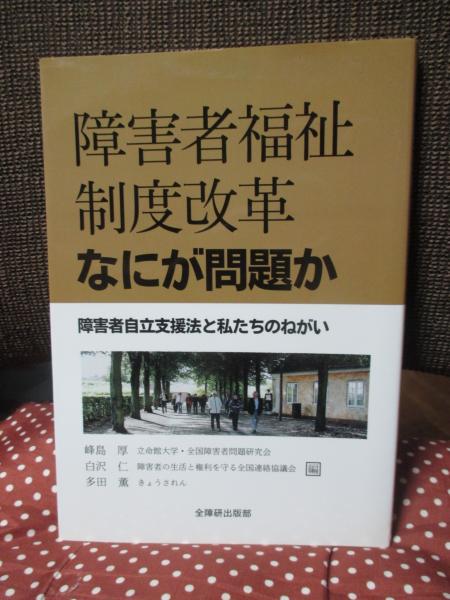 障害者福祉
制度改革
なにが問題か
障害者自立支援法と私たちのねがい
峰島 厚 立命館大学・全国障害者問題研究会
白沢 仁 障害者の生活と権利を守る全国連絡協議会 編
多田 薫 きょうされん
全障研出版部